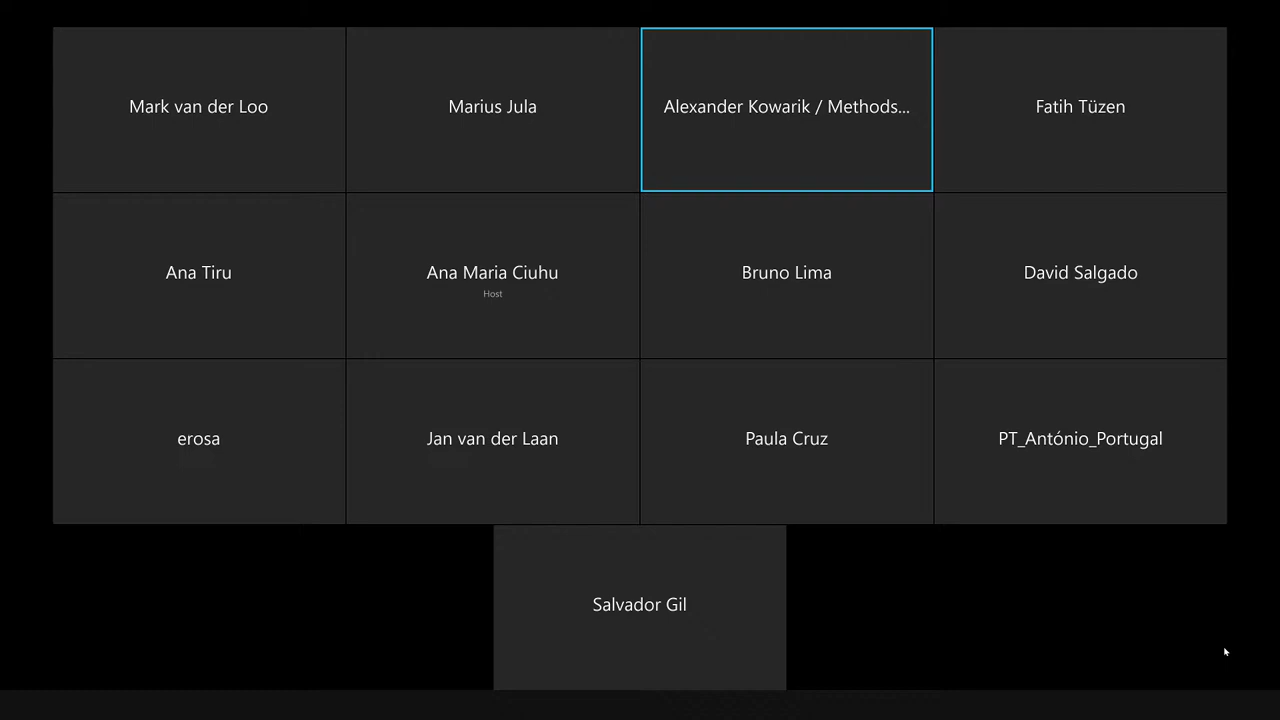 Mark van der Loo
Marius Jula
Alexander Kowarik / Methods...
Fatih Tüzen
Ana Tiru
Ana Maria Ciuhu
Host
Bruno Lima
David Salgado
erosa
Jan van der Laan
Paula Cruz
PT_António_Portugal
Salvador Gil